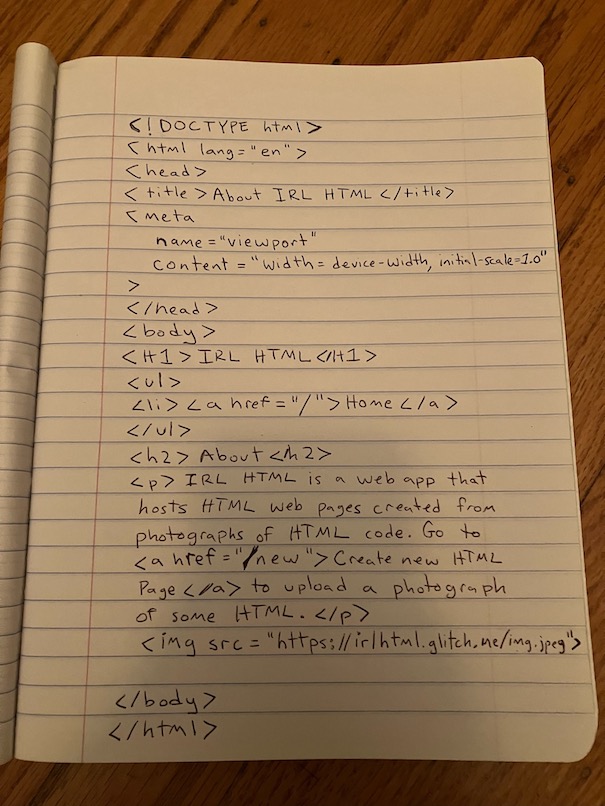 <!DOCTYPE html>
<html lang="en">
<head>
<title>About IRL HTML</title>
<meta
name="viewport"
content="width=device-width, initial-scale=1.0"
>
</head>
<body>
<H1>IRL HTML</H1>
<ul>
<li><a href="/">Home</a>
</ul>
<h2>About</h2>
<p>IRL HTML is a web app that
hosts HTML web pages created from
photographs of HTML code. Go to
<a href="/new">Create new HTML
Page</a> to upload a photograph
of some HTML.</p>
<img src="https://irlhtml.glitch.me/img.jpeg">
</body>
</html>